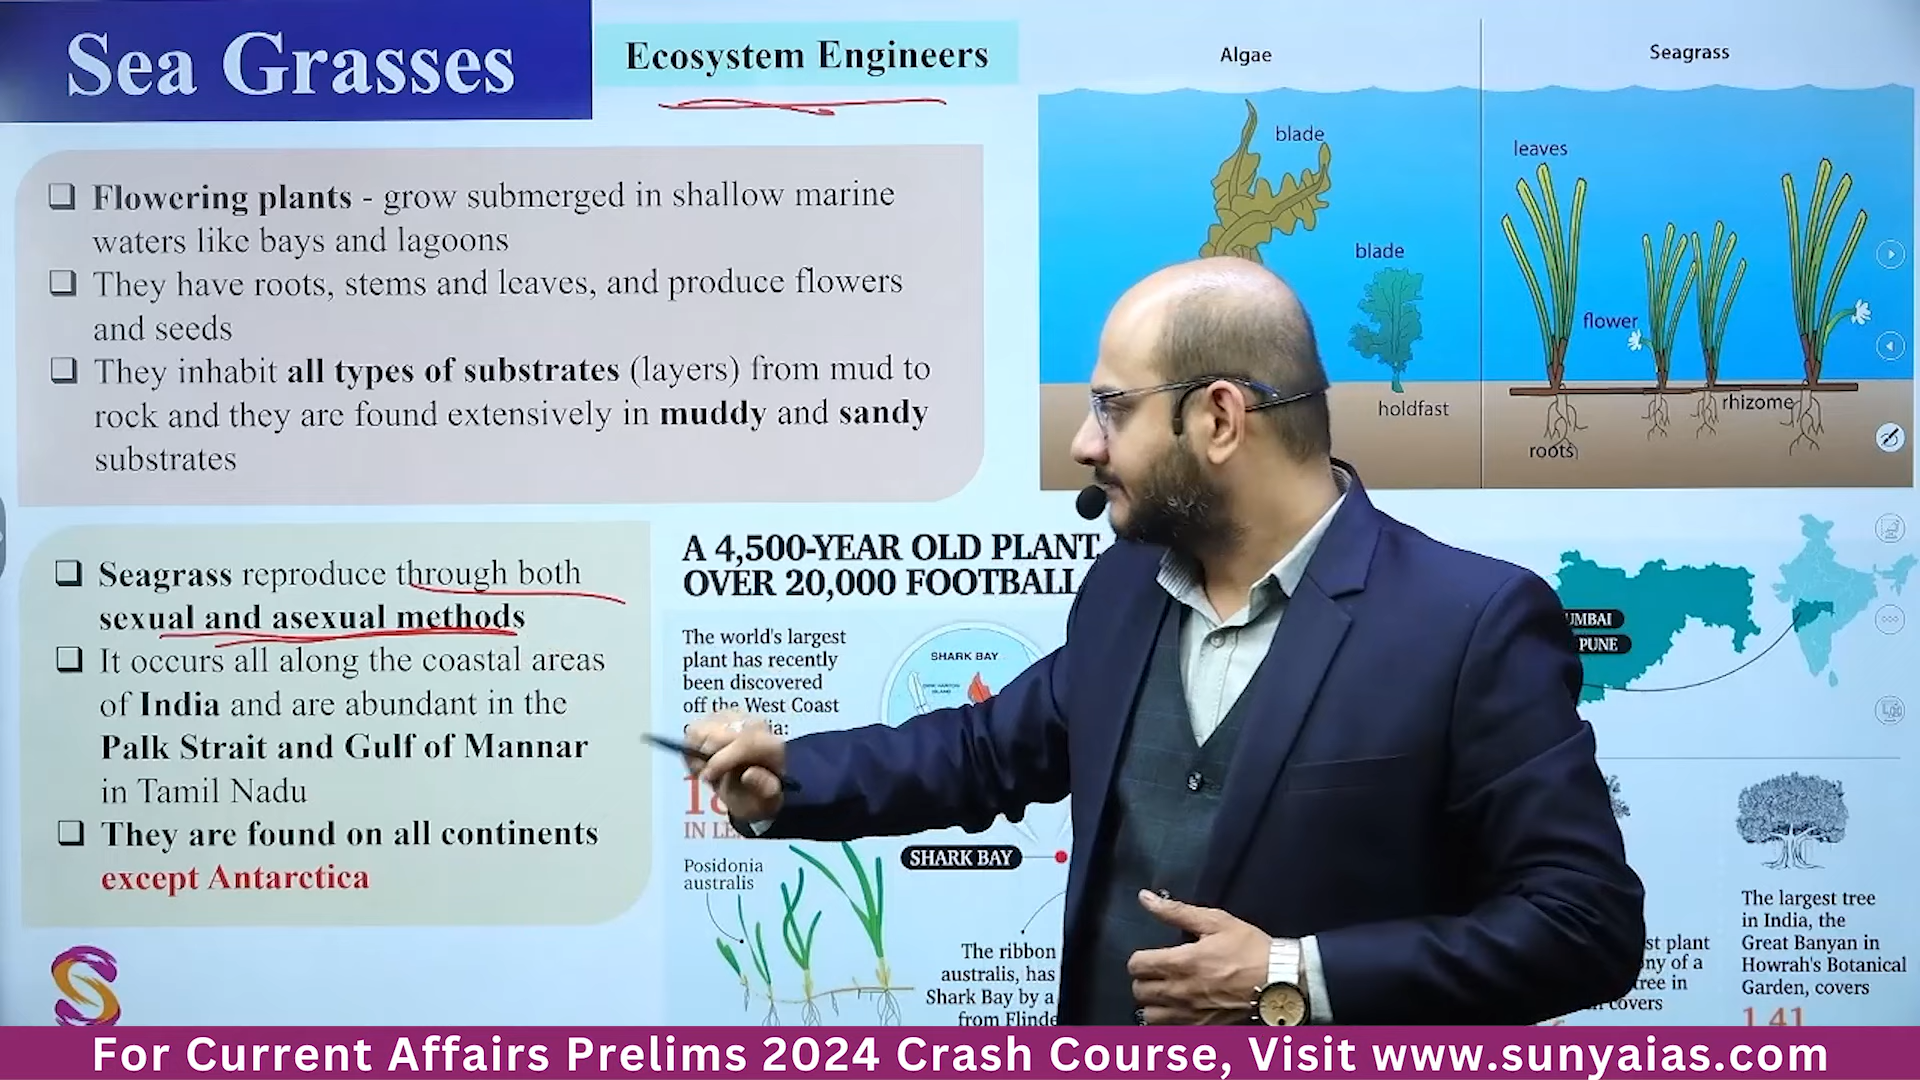 Sea Grasses
Ecosystem Engineers
❑ Flowering plants - grow submerged in shallow marine
waters like bays and lagoons
❑ They have roots, stems and leaves, and produce flowers
and seeds
❑ They inhabit all types of substrates (layers) from mud to
rock and they are found extensively in muddy and sandy
substrates
❑ Seagrass reproduce through both
sexual and asexual methods
❑ It occurs all along the coastal areas
of India and are abundant in the
Palk Strait and Gulf of Mannar
in Tamil Nadu
❑ They are found on all continents
except Antarctica
Algae
Seagrass
blade
blade
holdfast
leaves
flower
rhizome
roots
A 4,500-YEAR OLD PLANT
OVER 20,000 FOOTBALL
The world's largest
plant has recently
been discovered
off the West Coast
SHARK BAY
IN
Posidonia
australis
SHARK BAY
The ribbon
australis, has
Shark Bay by a
from
PUNE
plant
of a
in
covers
The largest tree
in India, the
Great Banyan in
Howrah's Botanical
Garden, covers
1.41
S
For Current Affairs Prelims 2024 Crash Course, Visit www.sunyaias.com